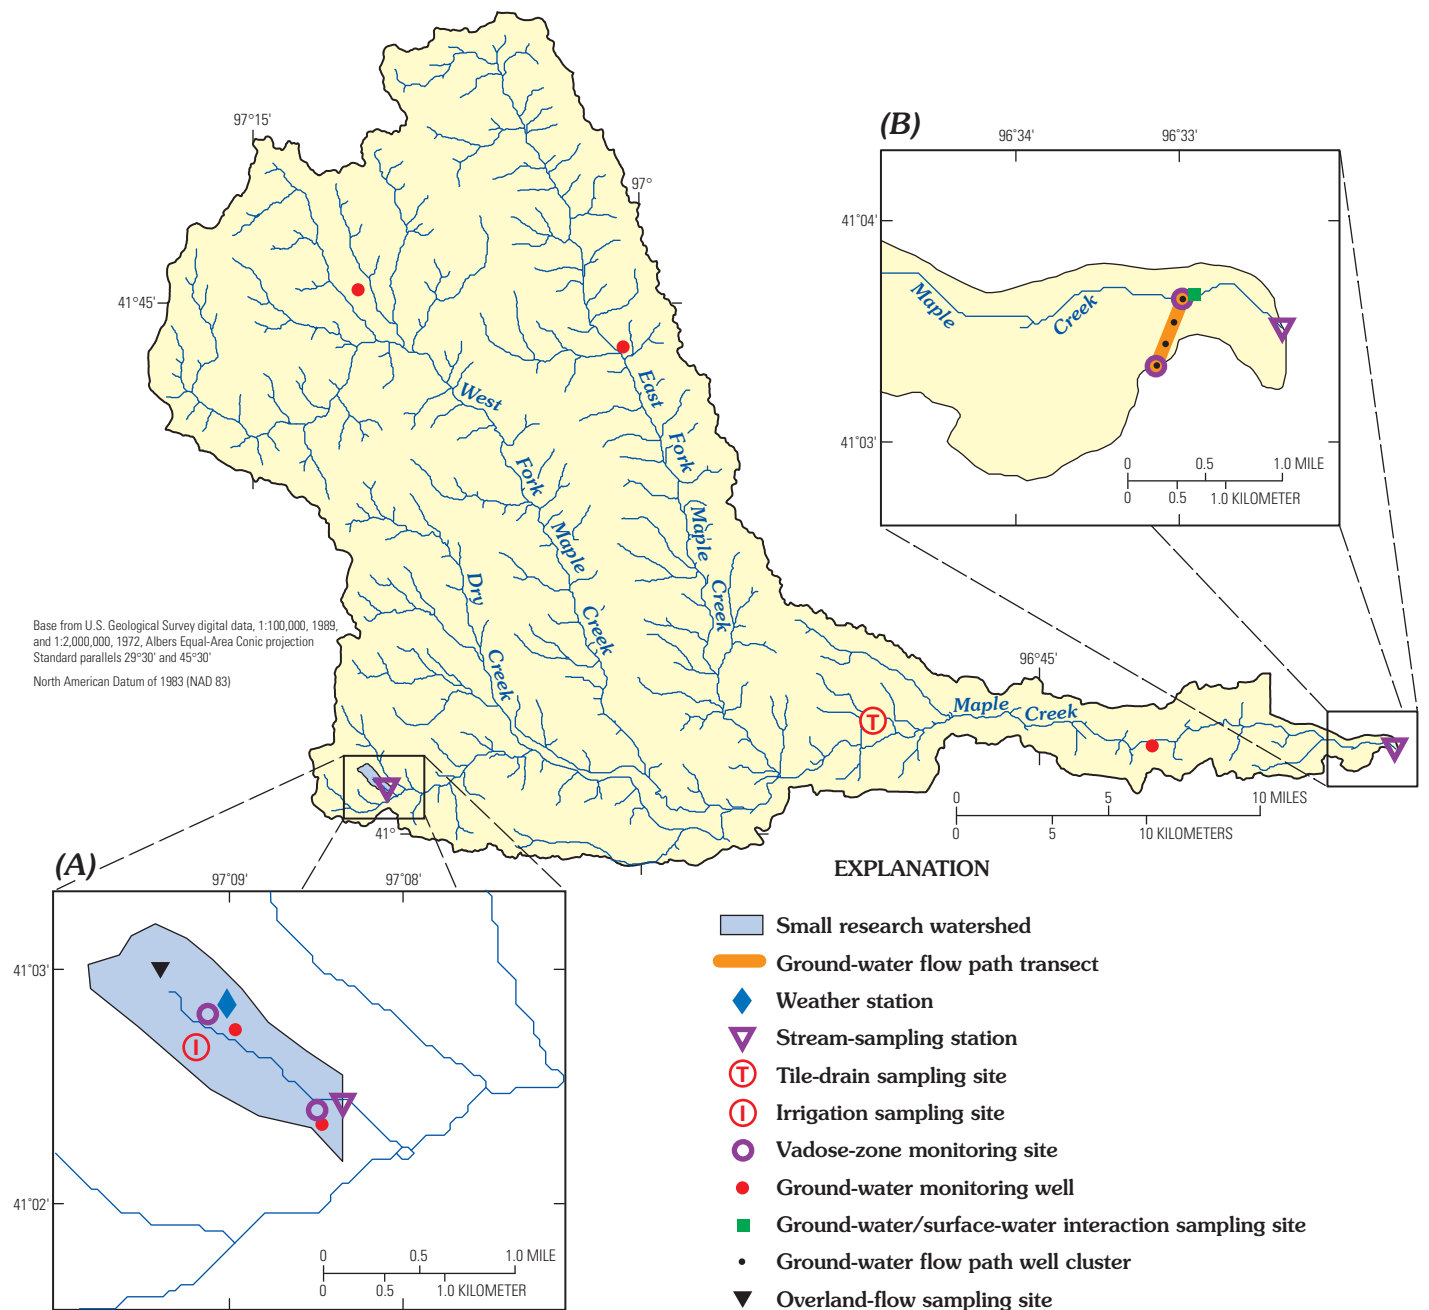 97°15'
97°
41°45'
West
Fork
Maple
Creek
East
Fork
Maple
Creek
Dry
Creek
Base from U.S. Geological Survey digital data, 1:100,000, 1989,
and 1:2,000,000, 1972, Albers Equal-Area Conic projection
Standard parallels 29°30' and 45°30'
North American Datum of 1983 (NAD 83)
96°45'
Maple Creek
T
41°
0 5 10 MILES
0 5 10 KILOMETERS
(B)
96°34' 96°33'
41°04'
Maple Creek
41°03'
0 0.5 1.0 MILE
0 0.5 1.0 KILOMETER
(A)
97°09' 97°08'
41°03'
I
41°02'
0 0.5 1.0 MILE
0 0.5 1.0 KILOMETER
EXPLANATION
Small research watershed
Ground-water flow path transect
Weather station
Stream-sampling station
T Tile-drain sampling site
I Irrigation sampling site
Vadose-zone monitoring site
Ground-water monitoring well
Ground-water/surface-water interaction sampling site
Ground-water flow path well cluster
Overland-flow sampling site